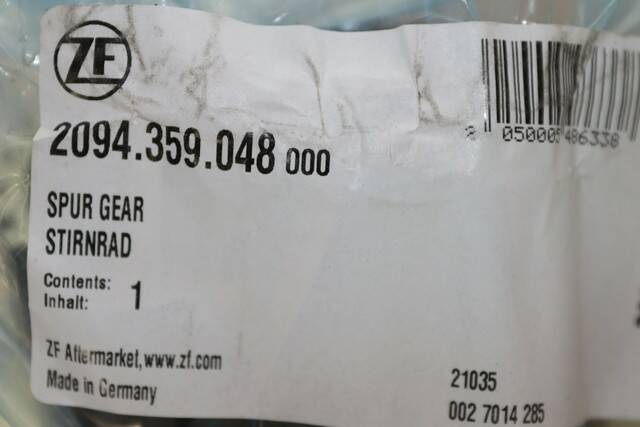 ZF
2094.359.048 000
050005486338
SPUR GEAR
STIRNRAD
Contents: 1
Inhalt:
ZF Aftermarket, www.zf.com
Made in Germany
21035
002 7014 285